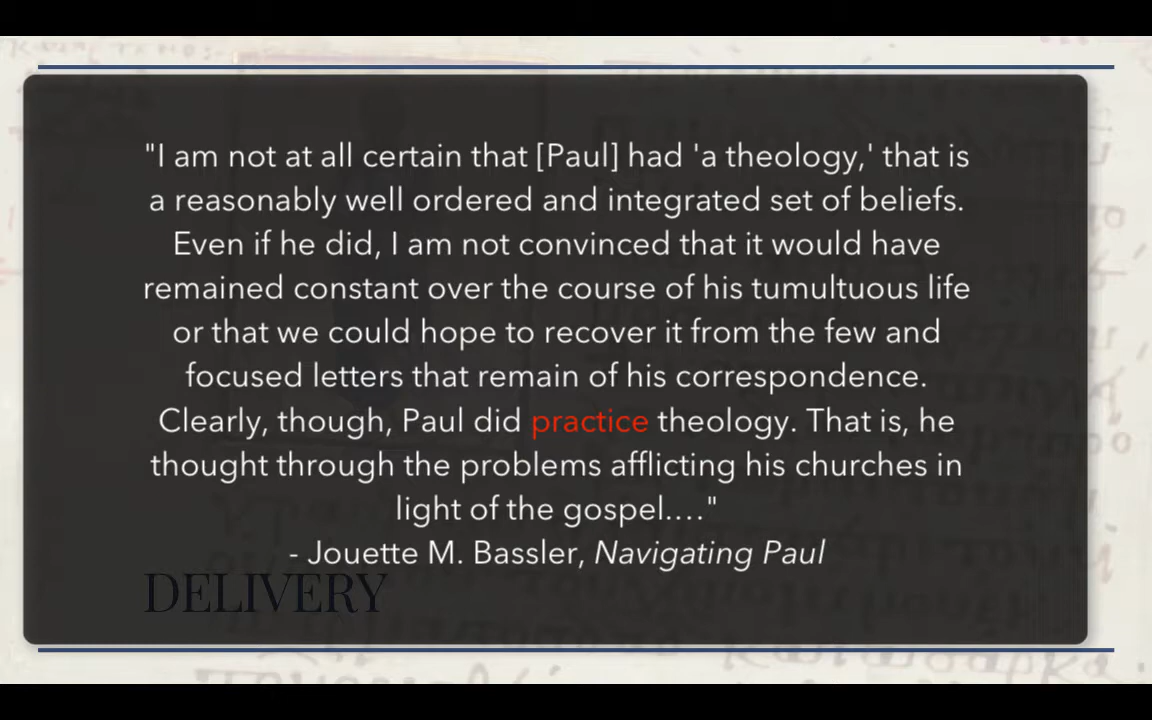 "I am not at all certain that [Paul] had 'a theology,' that is
a reasonably well ordered and integrated set of beliefs.
Even if he did, I am not convinced that it would have
remained constant over the course of his tumultuous life
or that we could hope to recover it from the few and
focused letters that remain of his correspondence.
Clearly, though, Paul did practice theology. That is, he
thought through the problems afflicting his churches in
light of the gospel...."
- Jouette M. Bassler, Navigating Paul
DELIVERY